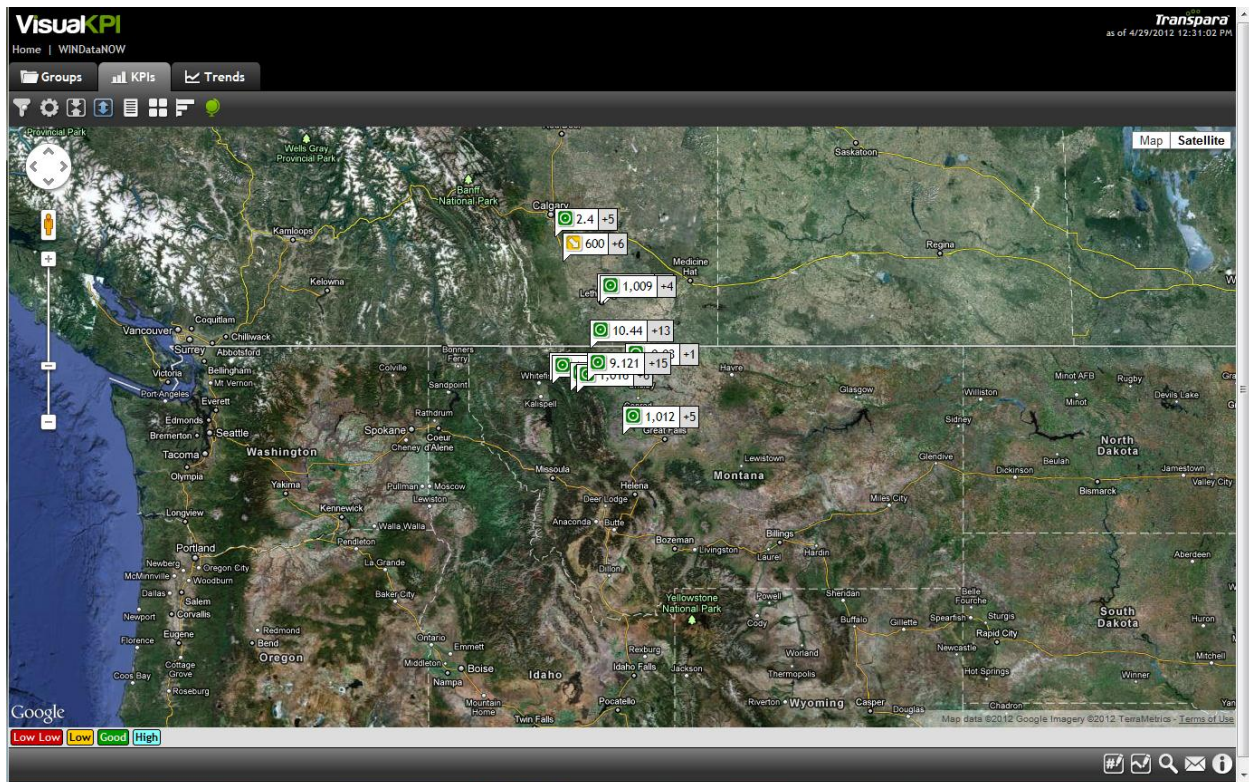 VisualKPI
Transpara
as of 4/29/2012 12:31:02 PM
Home | WINDataNOW
Groups
KPIs
Trends
Map
Satellite
Provincial Park
Wells Gray
Provincial Park
Saskatoon
Banff
National Park
Calgary
2.4 +5
600 +6
Kamloops
Regina
Medicine
Hat
Kelowna
1,009 +4
Coquitlam
Vancouver
Chilliwack
10.44 +13
Surrey
Abbotsford
Bonners
Ferry
+1
9.121 +15
Victoria
Bellingham
Mt Vernon
Colville
Havre
Minot AFB
Rugby
Port Angeles
Everett
Sandpoint
Kalispell
Glasgow
Williston
Minot
Devils Lake
Edmonds
Rathdrum
1,012 +5
Sidney
Bremerton
Seattle
Spokane
Coeur
d'Alene
Cheney
Great Falls
North
Dakota
Tacoma
Washington
Lewistown
Glendive
Beulah
Olympia
Missoula
Montana
Dickinson
Jamestown
Yakima
Pullman
Moscow
Helena
Bismarck
Valley City
Lewiston
Deer Lodge
Miles City
Longview
Kennewick
Walla Walla
Anaconda
Butte
Pendleton
Billings
Portland
Bozeman
Livingston
Laurel
Hardin
Newberg
Oregon City
La Grande
Aberdeen
McMinnville
Woodburn
Dillon
Dallas
Salem
Baker City
Yellowstone
National Park
Powell
Sheridan
Belle
Fourche
Newport
Corvallis
Cody
Buffalo
Gillette
Spearfish
Sturgis
South
Dakota
Huron
Florence
Eugene
Redmond
Bend
Ontario
Emmett
Rexburg
Worland
Newcastle
Rapid City
Oregon
Middleton
Boise
Idaho
Idaho Falls
Jackson
Thermopolis
Hot Springs
Mitchell
Coos Bay
Cottage
Grove
Nampa
Winner
Roseburg
Mountain
Home
Pocatello
Riverton
Wyoming
Casper
Douglas
Chadron
Twin Falls
Google
Map data ©2012 Google Imagery ©2012 TerraMetrics - Terms of Use
Low Low
Low
Good
High